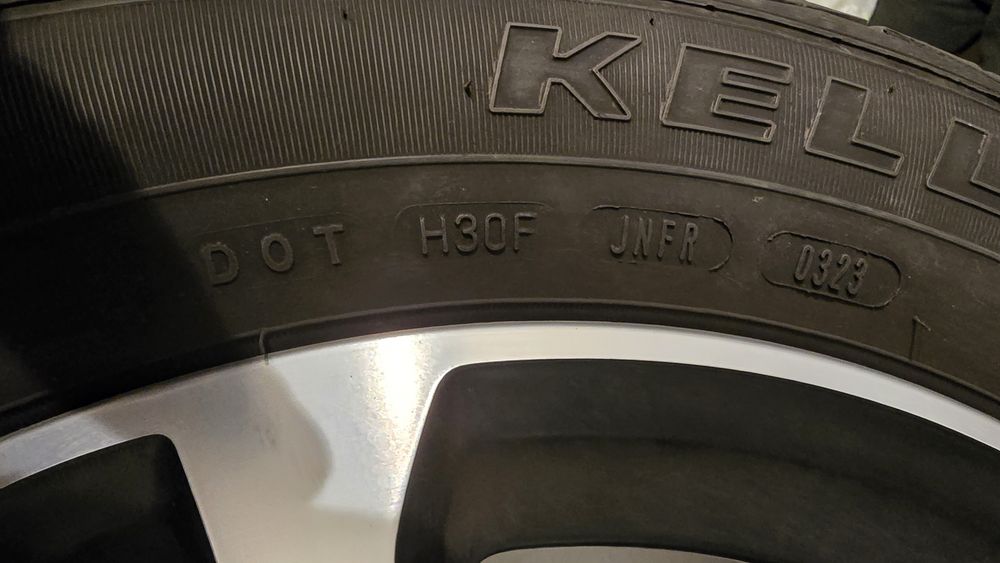 KELL
DOT H30F JNFR 0323